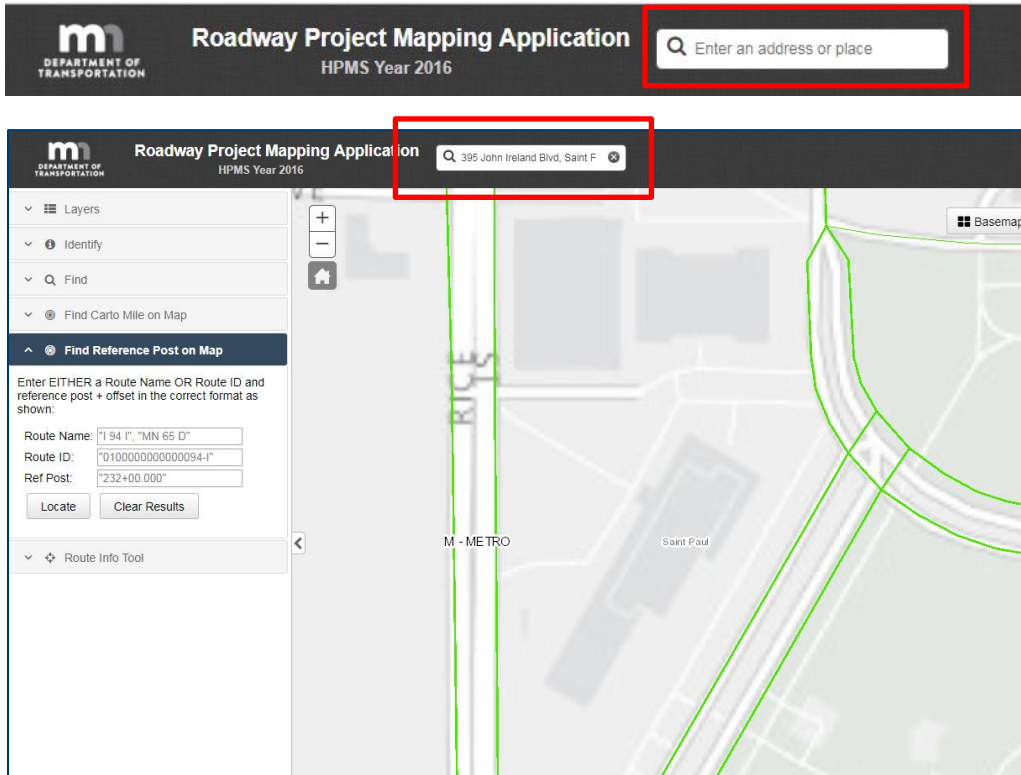 DEPARTMENT OF
TRANSPORTATION
Roadway Project Mapping Application
HPMS Year 2016
Enter an address or place
DEPARTMENT OF
TRANSPORTATION
Roadway Project Mapping Application
HPMS Year 2016
395 John Ireland Blvd, Saint P
Layers
Identify
Find
Find Carto Mile on Map
Find Reference Post on Map
Enter EITHER a Route Name OR Route ID and
reference post + offset in the correct format as
shown:
Route Name: "I 94 I", "MN 65 D"
Route ID: "0100000000000094-I"
Ref Post: "232+00.000"
Locate Clear Results
Route Info Tool
+
−
Basemap
RICE
ST S
M - METRO
Saint Paul